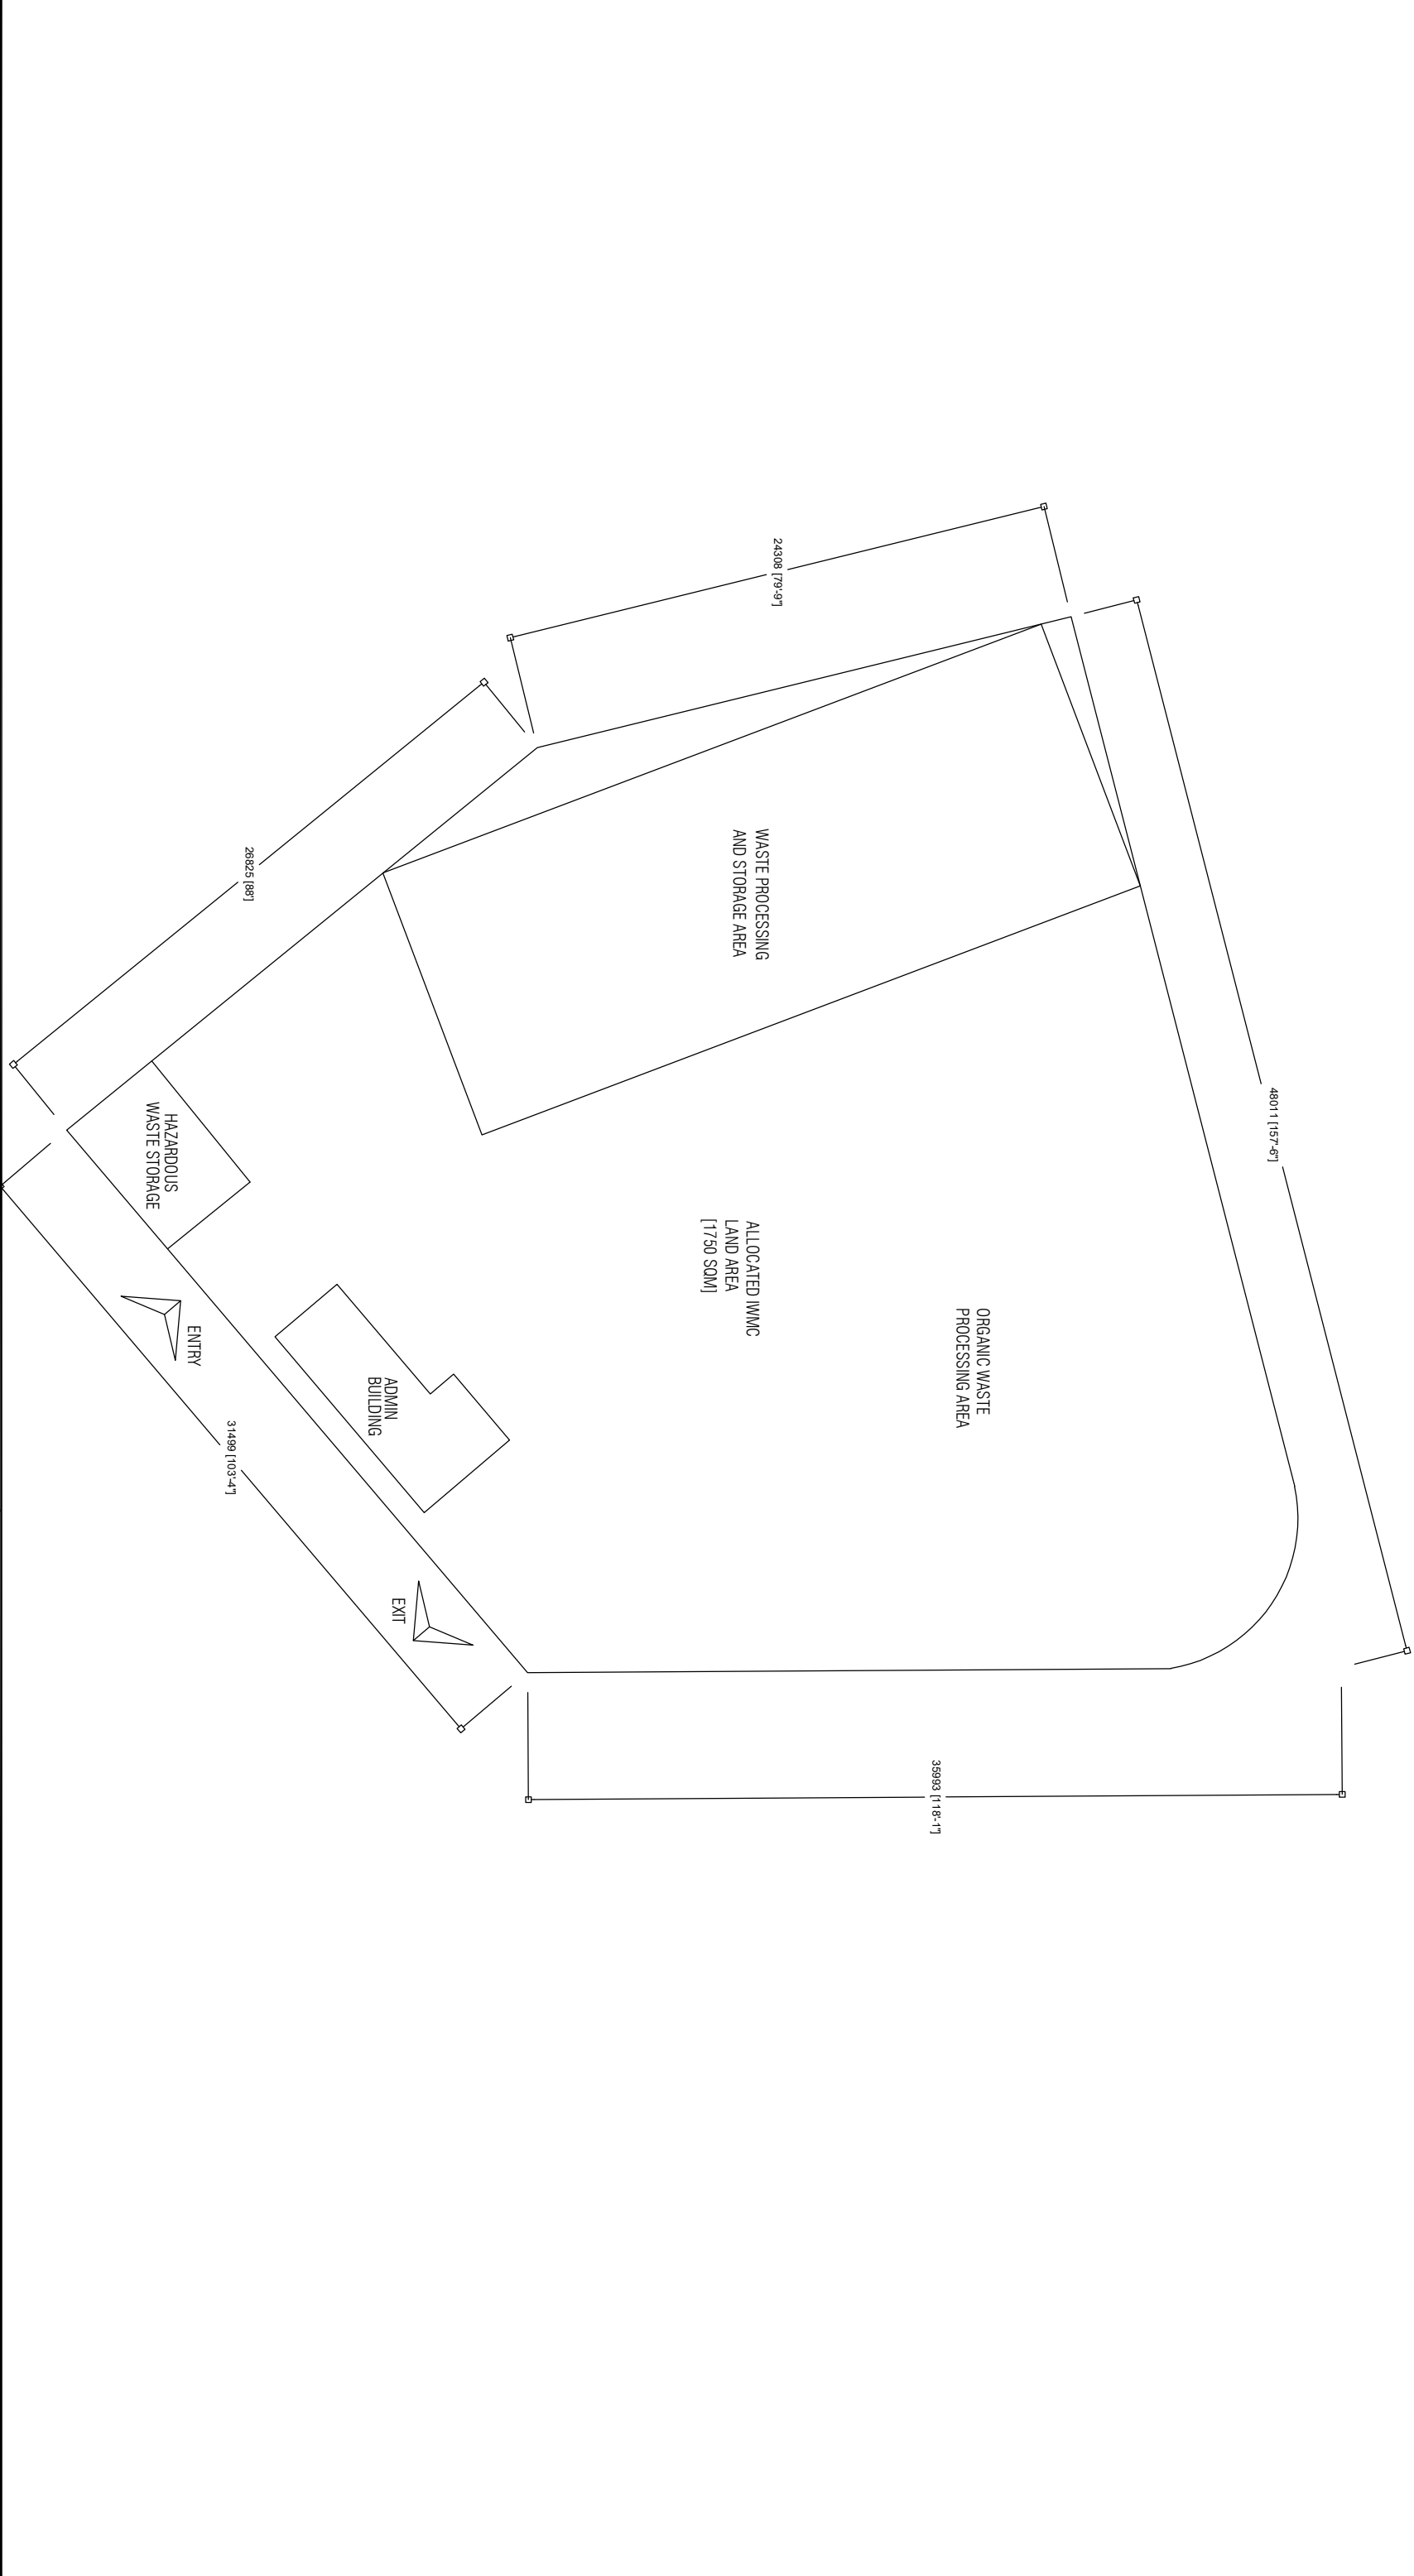 24308 [79'-9"]
48011 [157'-6"]
WASTE PROCESSING
AND STORAGE AREA
26825 [88']
HAZARDOUS
WASTE STORAGE
ALLOCATED IWMC
LAND AREA
[1750 SQM]
ORGANIC WASTE
PROCESSING AREA
ENTRY
ADMIN
BUILDING
31499 [103'-4"]
EXIT
35993 [118'-1"]